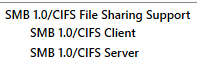 SMB 1.0/CIFS File Sharing Support
SMB 1.0/CIFS Client
SMB 1.0/CIFS Server